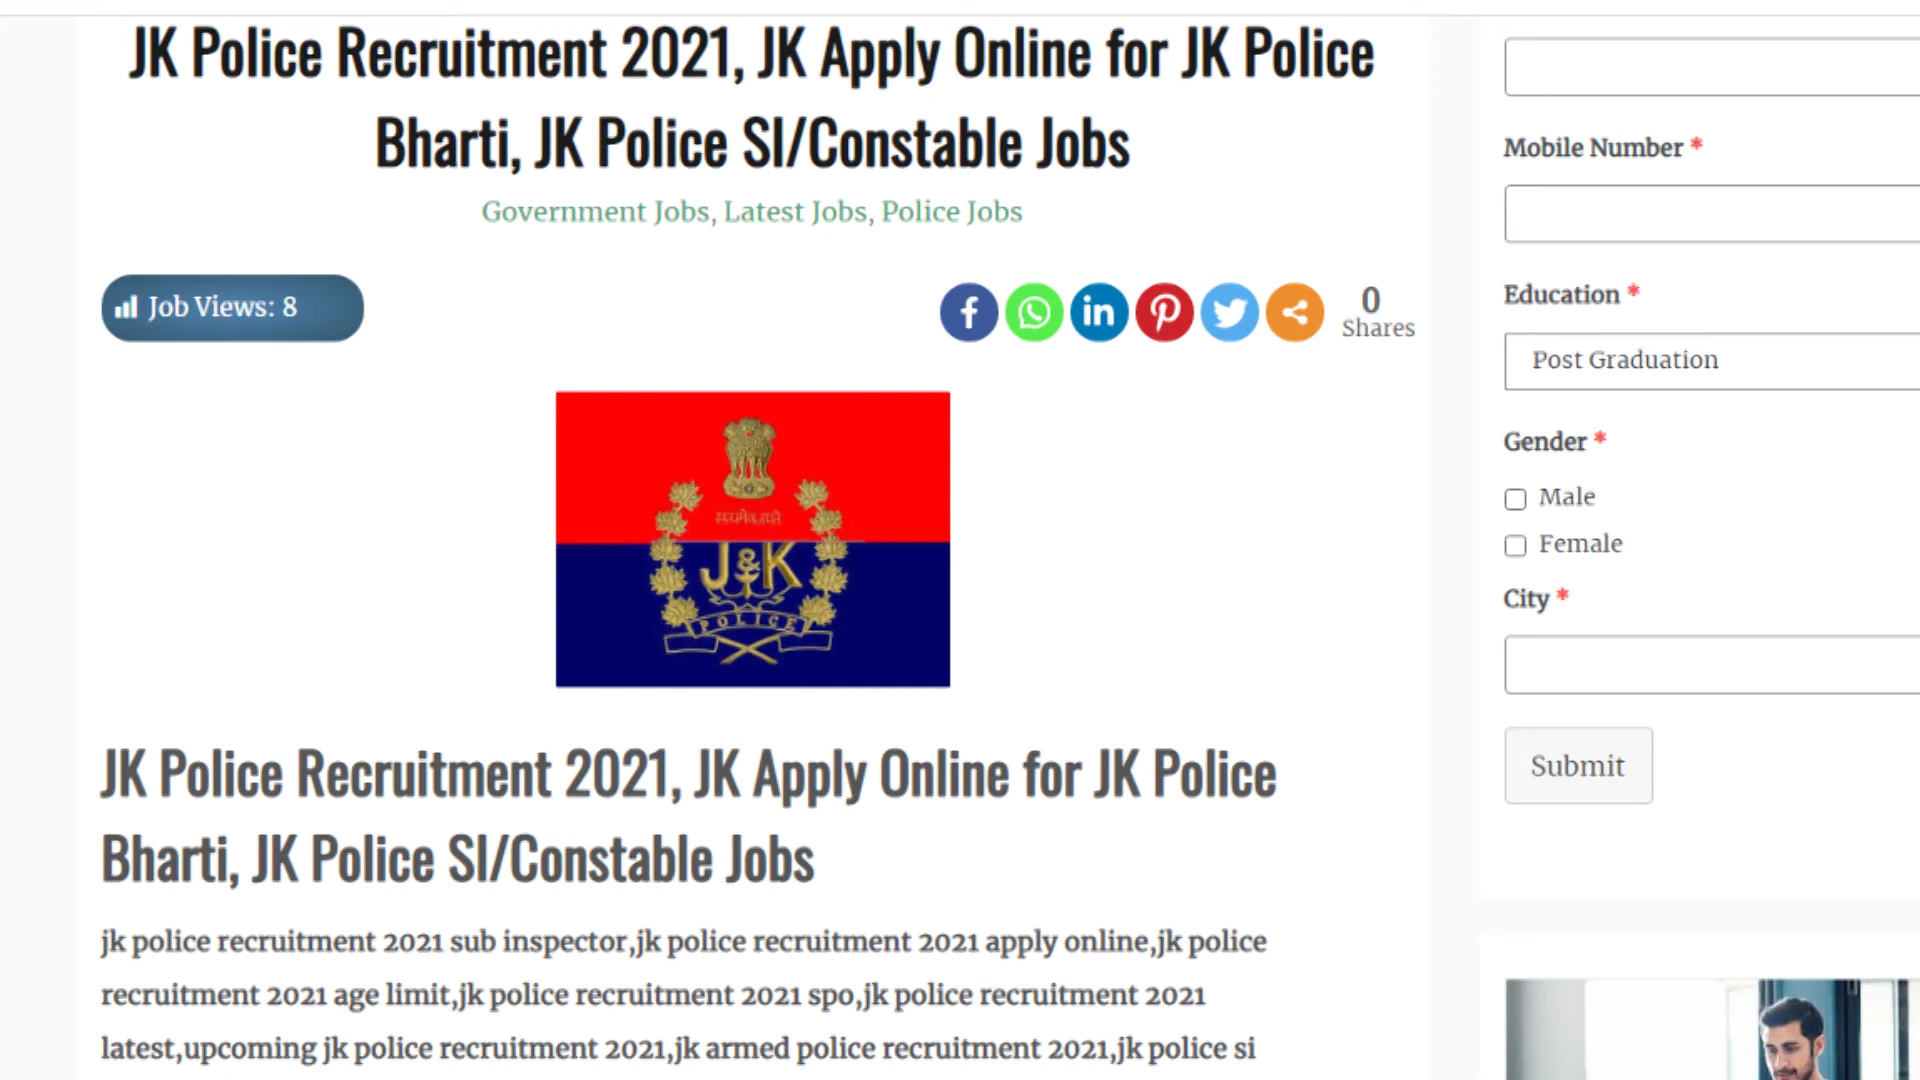 JK Police Recruitment 2021, JK Apply Online for JK Police
Bharti, JK Police SI/Constable Jobs
Government Jobs, Latest Jobs, Police Jobs
Job Views: 8
0
Shares
सत्यमेव जयते
J&K
POLICE
JK Police Recruitment 2021, JK Apply Online for JK Police
Bharti, JK Police SI/Constable Jobs
jk police recruitment 2021 sub inspector,jk police recruitment 2021 apply online,jk police
recruitment 2021 age limit,jk police recruitment 2021 spo,jk police recruitment 2021
latest,upcoming jk police recruitment 2021,jk armed police recruitment 2021,jk police si
Mobile Number *
Education *
Post Graduation
Gender *
Male
Female
City *
Submit